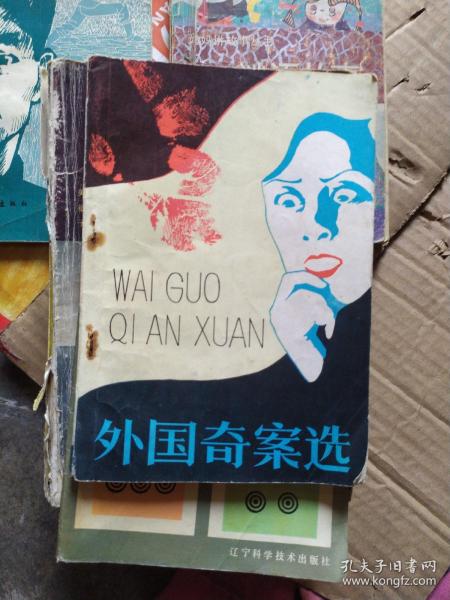 WAI GUO
QI AN XUAN
外国奇案选
辽宁科学技术出版社
孔夫子旧书网
www.kongfz.com